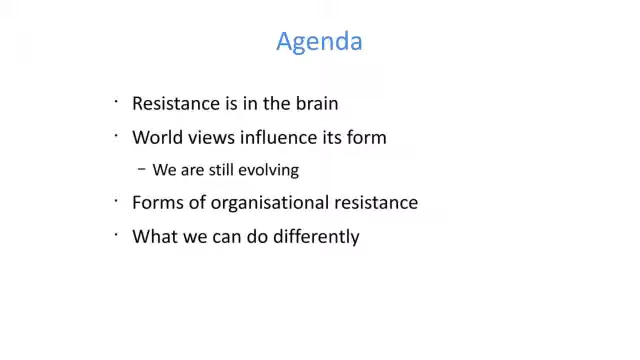 Agenda
· Resistance is in the brain
· World views influence its form
– We are still evolving
· Forms of organisational resistance
· What we can do differently